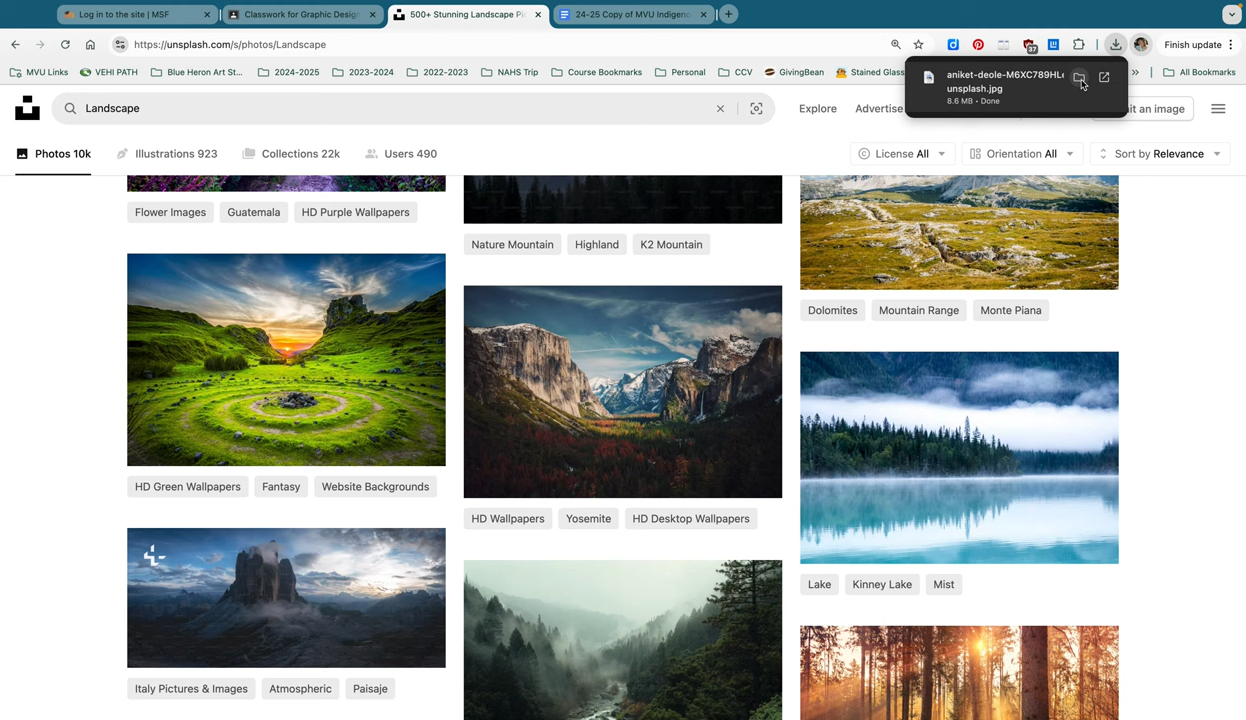 Log in to the site | MSF
Classwork for Graphic Design
500+ Stunning Landscape Pic
24-25 Copy of MVU Indigeno
https://unsplash.com/s/photos/Landscape
37
Finish update
MVU Links
VEHI PATH
Blue Heron Art St...
2024-2025
2023-2024
2022-2023
NAHS Trip
Course Bookmarks
Personal
CCV
GivingBean
Stained Glass
»
All Bookmarks
aniket-deole-M6XC789HLe
unsplash.jpg
8.6 MB • Done
Landscape
Explore
Advertise
it an image
Photos 10k
Illustrations 923
Collections 22k
Users 490
License All
Orientation All
Sort by Relevance
Flower Images
Guatemala
HD Purple Wallpapers
Nature Mountain
Highland
K2 Mountain
Dolomites
Mountain Range
Monte Piana
HD Green Wallpapers
Fantasy
Website Backgrounds
HD Wallpapers
Yosemite
HD Desktop Wallpapers
Lake
Kinney Lake
Mist
Italy Pictures & Images
Atmospheric
Paisaje